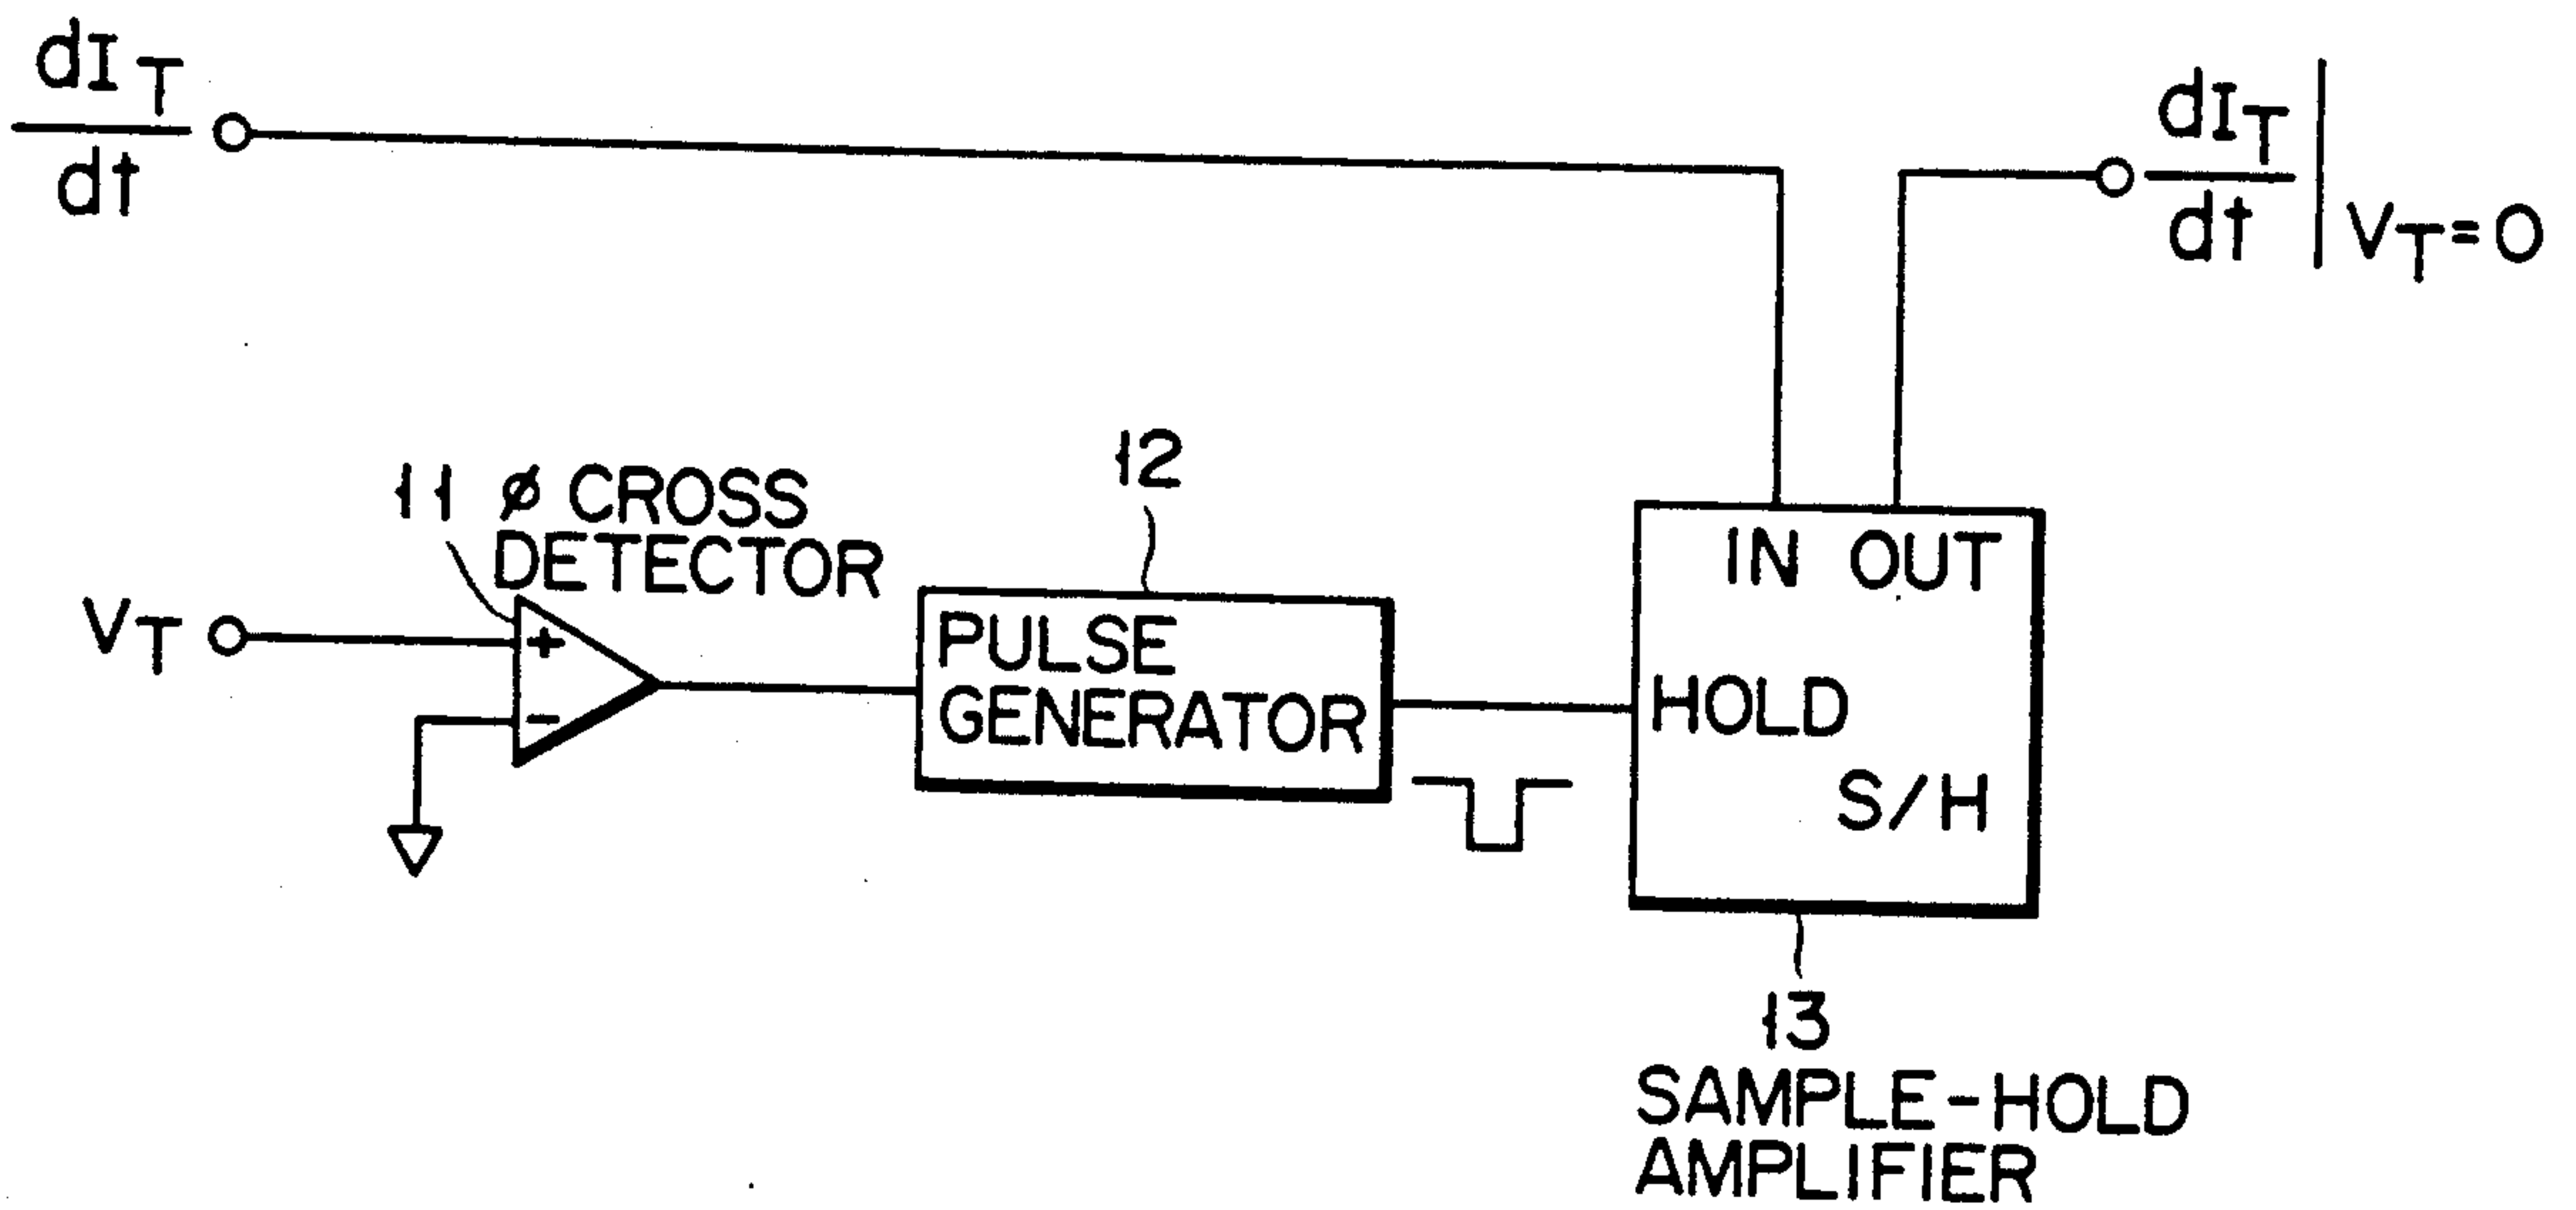 dI_T
dt
dI_T
dt
V_T=0
11 ø CROSS
DETECTOR
12
V_T
+
−
PULSE
GENERATOR
IN OUT
HOLD
S/H
13
SAMPLE-HOLD
AMPLIFIER